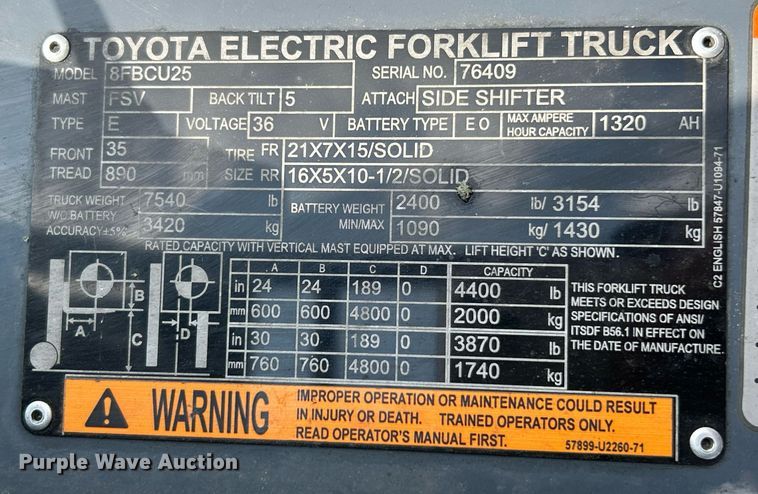 TOYOTA ELECTRIC FORKLIFT TRUCK
MODEL 8FBCU25 SERIAL NO. 76409
MAST FSV BACK TILT 5 ATTACH SIDE SHIFTER
TYPE E VOLTAGE 36 V BATTERY TYPE E O MAX AMPERE HOUR CAPACITY 1320 AH
FRONT 35 TIRE FR 21X7X15/SOLID
TREAD 890 mm SIZE RR 16X5X10-1/2/SOLID
TRUCK WEIGHT 7540 lb BATTERY WEIGHT 2400 lb/ 3154 lb
W/O.BATTERY
ACCURACY±5% 3420 kg MIN/MAX 1090 kg/ 1430 kg
RATED CAPACITY WITH VERTICAL MAST EQUIPPED AT MAX. LIFT HEIGHT 'C' AS SHOWN.
A B C D CAPACITY
in 24 24 189 0 4400 lb
mm 600 600 4800 0 2000 kg
in 30 30 189 0 3870 lb
mm 760 760 4800 0 1740 kg
B
A
C
D
THIS FORKLIFT TRUCK
MEETS OR EXCEEDS DESIGN
SPECIFICATIONS OF ANSI/
ITSDF B56.1 IN EFFECT ON
THE DATE OF MANUFACTURE.
C2 ENGLISH 57847-U1094-71
WARNING
IMPROPER OPERATION OR MAINTENANCE COULD RESULT
IN INJURY OR DEATH. TRAINED OPERATORS ONLY.
READ OPERATOR'S MANUAL FIRST. 57899-U2260-71
Purple Wave Auction